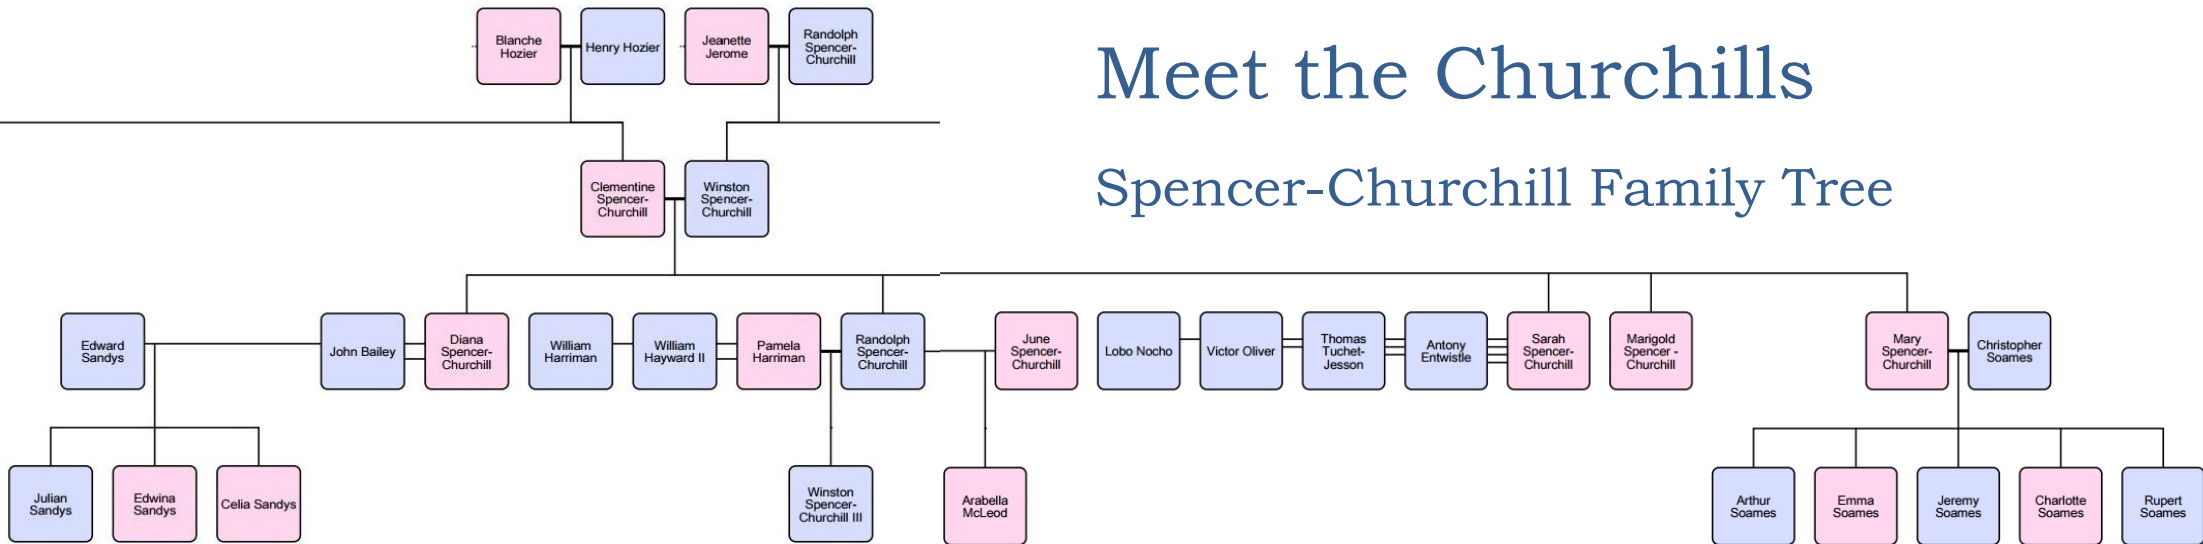 Blanche
Hozier
Henry Hozier
Jeanette
Jerome
Randolph
Spencer-
Churchill
Meet the Churchills
Spencer-Churchill Family Tree
Clementine
Spencer-
Churchill
Winston
Spencer-
Churchill
Edward
Sandys
John Bailey
Diana
Spencer-
Churchill
William
Harriman
William
Hayward II
Pamela
Harriman
Randolph
Spencer-
Churchill
June
Spencer-
Churchill
Lobo Nocho
Victor Oliver
Thomas
Tuchet-
Jesson
Antony
Entwistle
Sarah
Spencer-
Churchill
Marigold
Spencer -
Churchill
Mary
Spencer-
Churchill
Christopher
Soames
Julian
Sandys
Edwina
Sandys
Celia Sandys
Winston
Spencer-
Churchill III
Arabella
McLeod
Arthur
Soames
Emma
Soames
Jeremy
Soames
Charlotte
Soames
Rupert
Soames